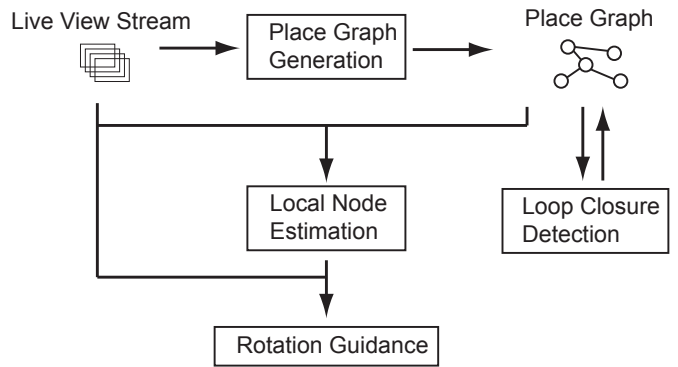 Live View Stream
Place Graph
Generation
Place Graph
Local Node
Estimation
Loop Closure
Detection
Rotation Guidance